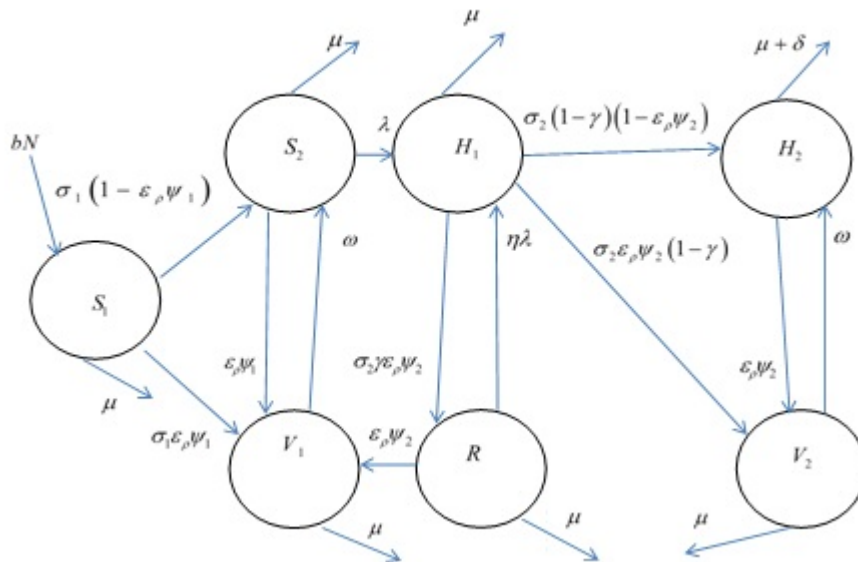 μ
μ
μ + δ
bN
σ₁(1 − ε_ρψ₁)
S₂
λ
H₁
σ₂(1−γ)(1−ε_ρψ₂)
H₂
S₁
ω
ηλ
σ₂ε_ρψ₂(1−γ)
ω
μ
ε_ρψ₁
σ₂γε_ρψ₂
ε_ρψ₂
σ₁ε_ρψ₁
V₁
ε_ρψ₂
R
V₂
μ
μ
μ